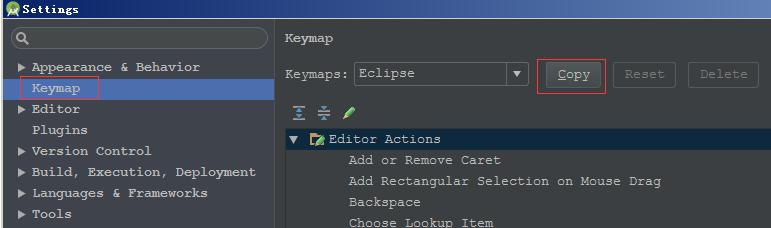 Settings
Keymap
Keymaps: Eclipse Copy Reset Delete
Appearance & Behavior
Keymap
Editor
Plugins
Version Control
Build, Execution, Deployment
Languages & Frameworks
Tools
Editor Actions
Add or Remove Caret
Add Rectangular Selection on Mouse Drag
Backspace
Choose Lookup Item